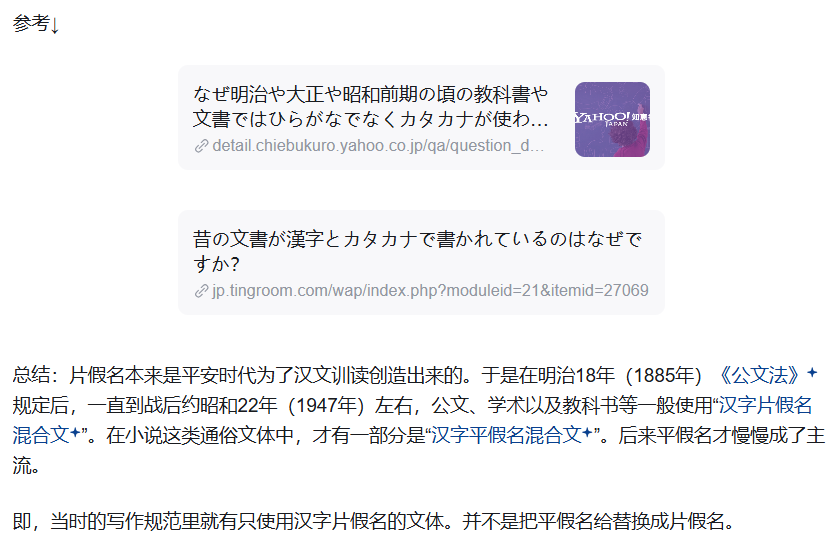 参考↓
なぜ明治や大正や昭和前期の頃の教科書や
文書ではひらがなでなくカタカナが使わ…
detail.chiebukuro.yahoo.co.jp/qa/question_d…
YAHOO! 知恵
JAPAN
昔の文書が漢字とカタカナで書かれているのはなぜで
すか?
jp.tingroom.com/wap/index.php?moduleid=21&itemid=27069
总结：片假名本来是平安时代为了汉文训读创造出来的。于是在明治18年（1885年）《公文法》
规定后，一直到战后约昭和22年（1947年）左右，公文、学术以及教科书等一般使用“汉字片假名
混合文”。在小说这类通俗文体中，才有一部分是“汉字平假名混合文”。后来平假名才慢慢成了主
流。
即，当时的写作规范里就有只使用汉字片假名的文体。并不是把平假名给替换成片假名。